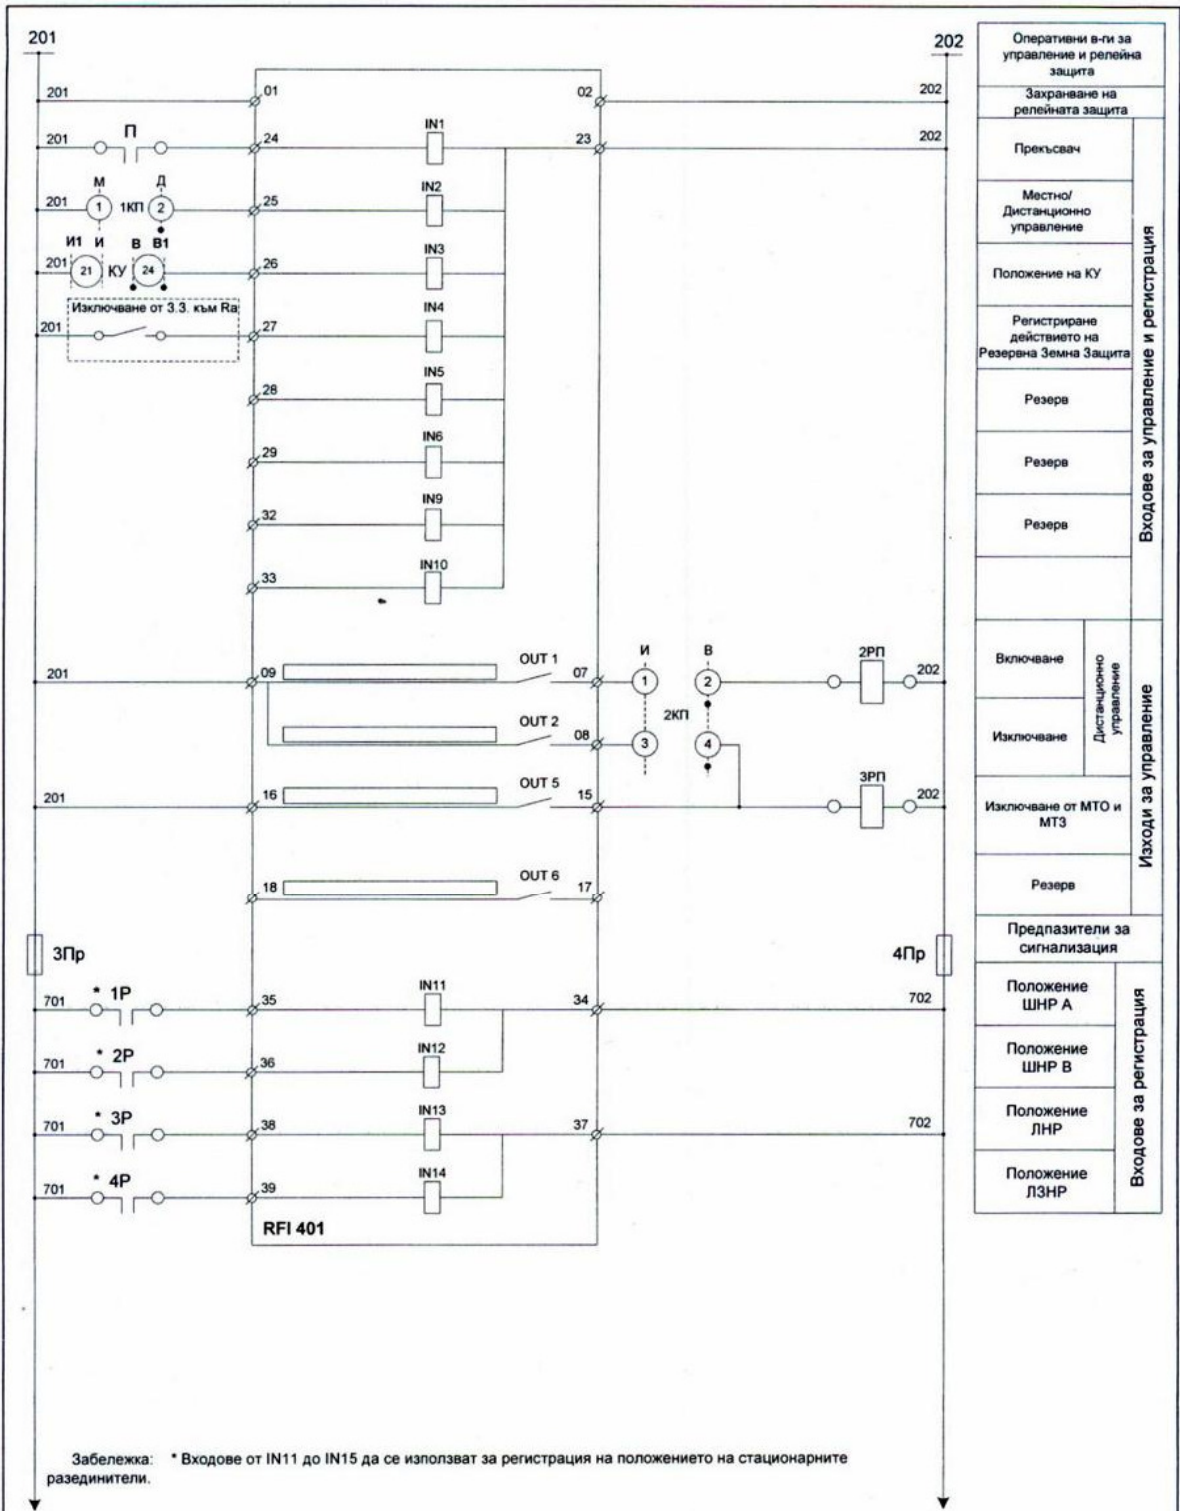 201
202
Оперативни в-ги за
управление и релейна
защита
201
01
02
202
Захранване на
релейната защита
201
П
24
IN1
23
202
Прекъсвач
201
М
Д
1
1КП
2
25
IN2
Местно/
Дистанционно
управление
И1 И
В В1
201
21
КУ
24
26
IN3
Положение на КУ
Изключване от З.З. към Ra
201
27
IN4
Регистриране
действието на
Резервна Земна Защита
28
IN5
Резерв
29
IN6
Резерв
32
IN9
Резерв
33
IN10
Входове за управление и регистрация
201
09
OUT 1
07
И
В
1
2
2РП
202
Включване
OUT 2
08
2КП
3
4
Изключване
Дистанционно
управление
201
16
OUT 5
15
3РП
202
Изключване от МТО и
МТЗ
18
OUT 6
17
Резерв
Изходи за управление
3Пр
4Пр
Предпазители за
сигнализация
701
* 1Р
35
IN11
34
702
Положение
ШНР А
701
* 2Р
36
IN12
Положение
ШНР В
701
* 3Р
38
IN13
37
702
Положение
ЛНР
701
* 4Р
39
IN14
Положение
ЛЗНР
Входове за регистрация
RFI 401
Забележка: * Входове от IN11 до IN15 да се използват за регистрация на положението на стационарните
разединители.